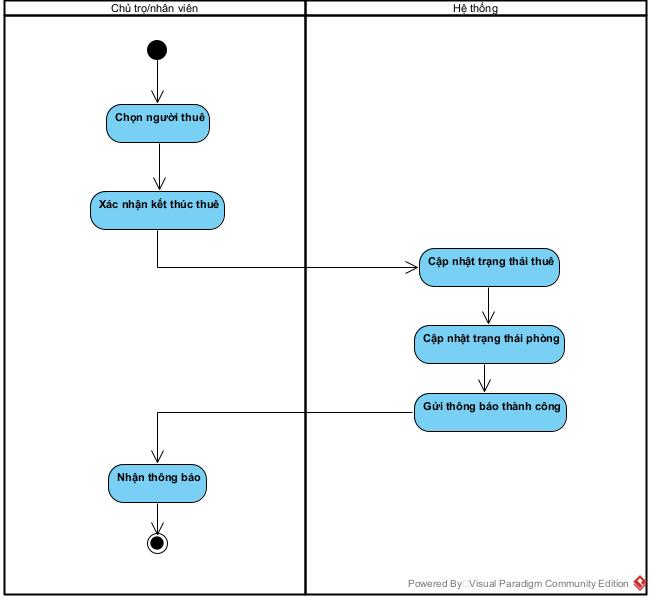 Chủ trọ/nhân viên
Hệ thống
Chọn người thuê
Xác nhận kết thúc thuê
Cập nhật trạng thái thuê
Cập nhật trạng thái phòng
Gửi thông báo thành công
Nhận thông báo
Powered By Visual Paradigm Community Edition